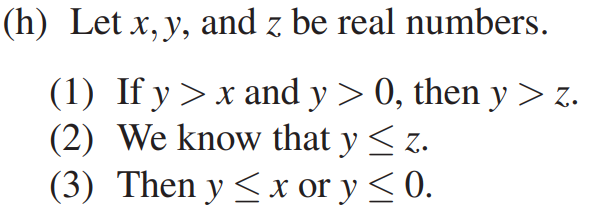 (h) Let x, y, and z be real numbers.
(1) If y > x and y > 0, then y > z.
(2) We know that y ≤ z.
(3) Then y ≤ x or y ≤ 0.